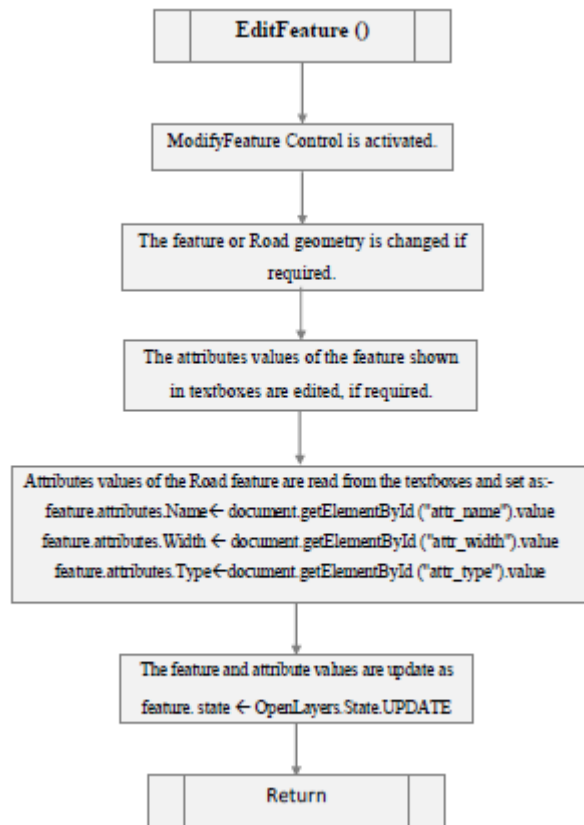 EditFeature ()
ModifyFeature Control is activated.
The feature or Road geometry is changed if
required.
The attributes values of the feature shown
in textboxes are edited, if required.
Attributes values of the Road feature are read from the textboxes and set as:-
feature.attributes.Name← document.getElementById ("attr_name").value
feature.attributes.Width ← document.getElementById ("attr_width").value
feature.attributes.Type←document.getElementById ("attr_type").value
The feature and attribute values are update as
feature. state ← OpenLayers.State.UPDATE
Return